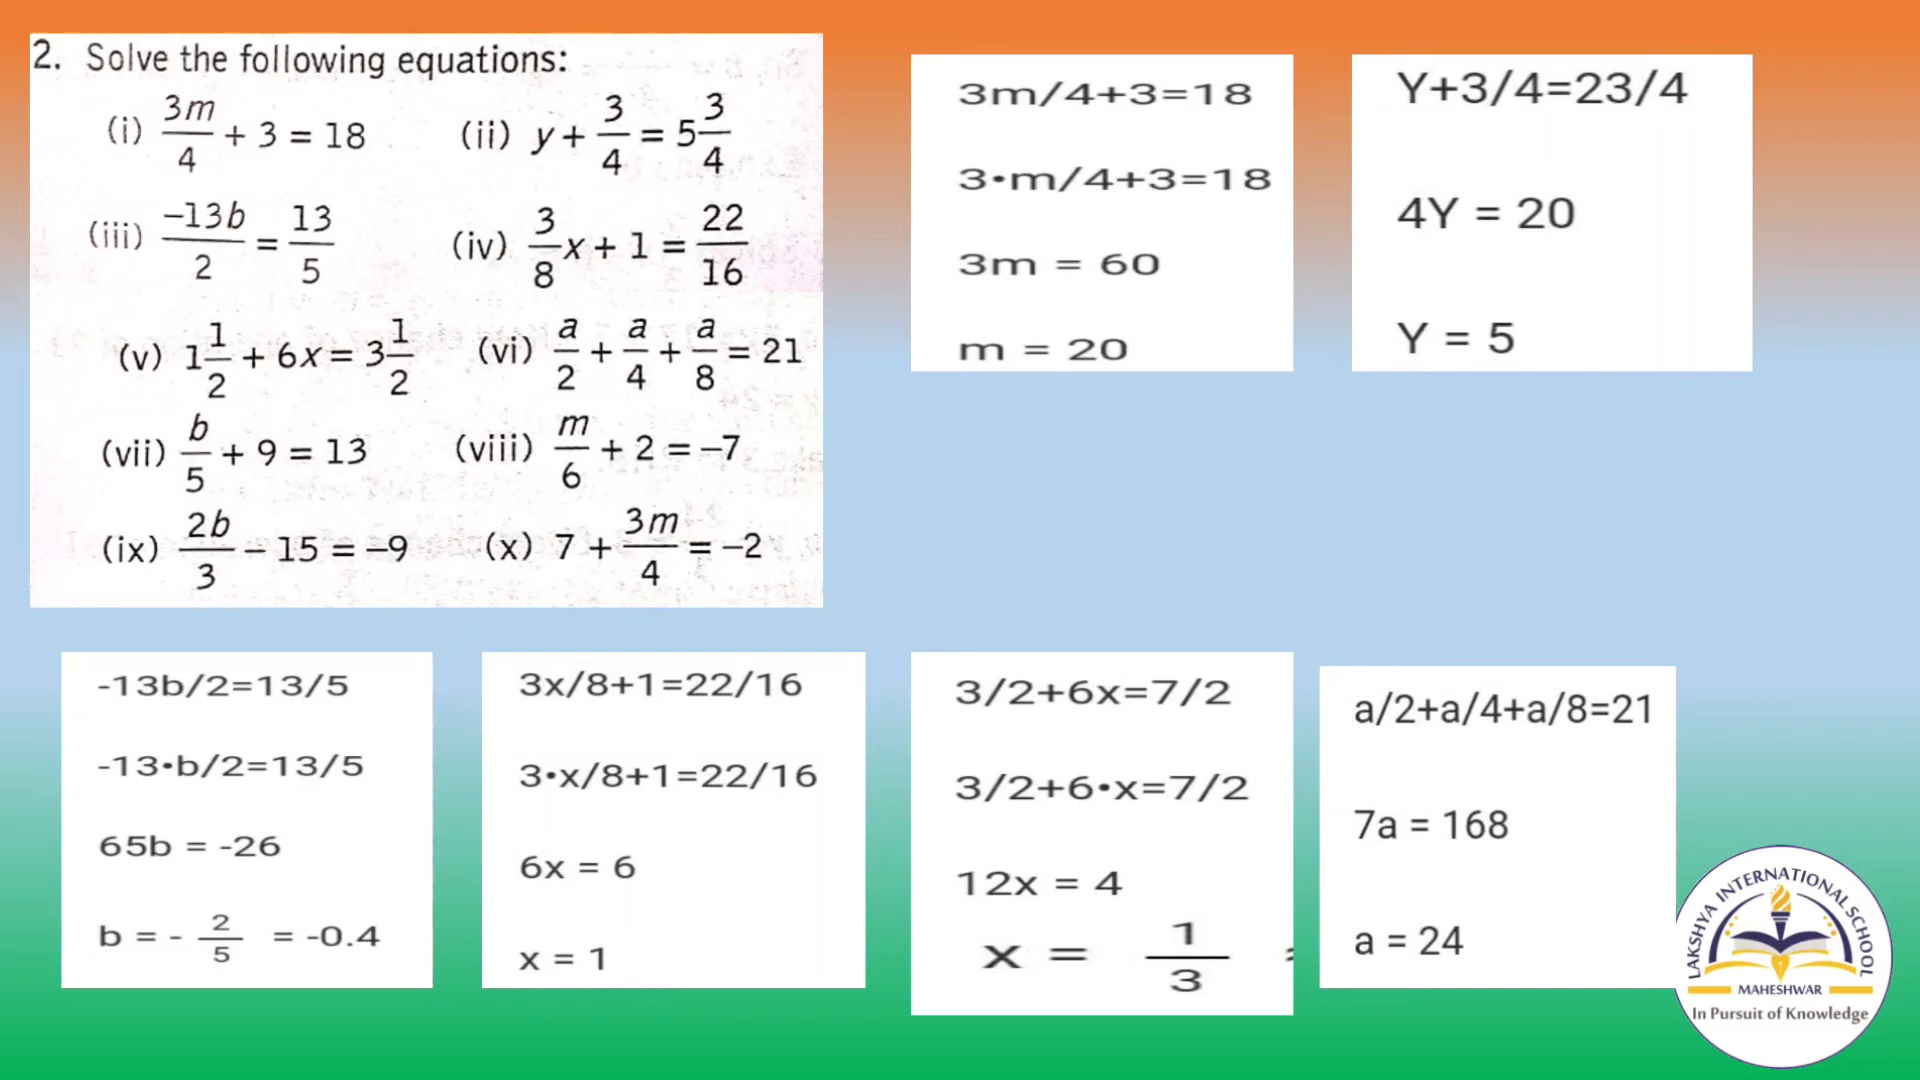 2. Solve the following equations:
(i) 3m/4 + 3 = 18 (ii) y + 3/4 = 5 3/4
(iii) –13b/2 = 13/5 (iv) 3/8 x + 1 = 22/16
(v) 1 1/2 + 6x = 3 1/2 (vi) a/2 + a/4 + a/8 = 21
(vii) b/5 + 9 = 13 (viii) m/6 + 2 = –7
(ix) 2b/3 – 15 = –9 (x) 7 + 3m/4 = –2
3m/4+3=18
3•m/4+3=18
3m = 60
m = 20
Y+3/4=23/4
4Y = 20
Y = 5
-13b/2=13/5
-13•b/2=13/5
65b = -26
b = - 2/5 = -0.4
3x/8+1=22/16
3•x/8+1=22/16
6x = 6
x = 1
3/2+6x=7/2
3/2+6•x=7/2
12x = 4
x = 1/3
a/2+a/4+a/8=21
7a = 168
a = 24
LAKSHYA INTERNATIONAL SCHOOL
MAHESHWAR
In Pursuit of Knowledge